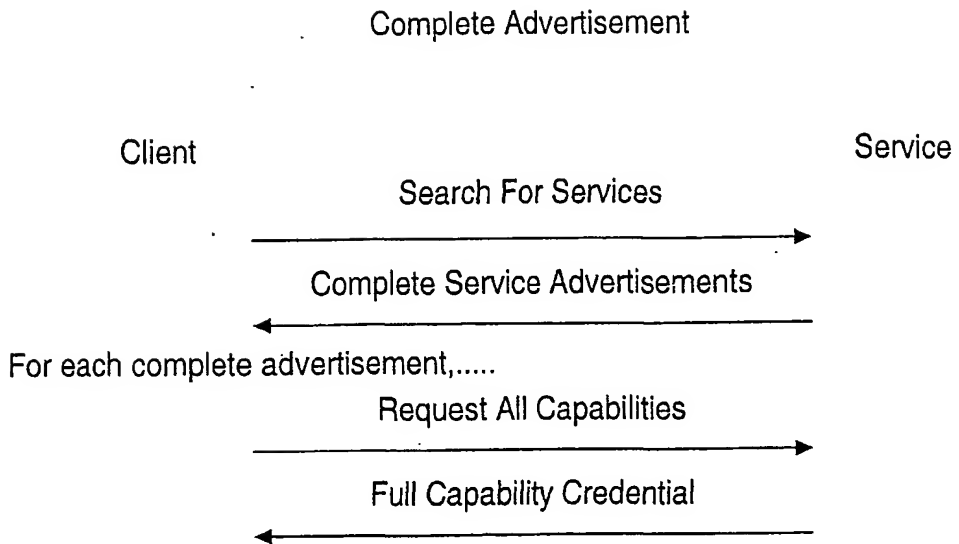 Complete Advertisement
Client
Service
Search For Services
Complete Service Advertisements
For each complete advertisement,.....
Request All Capabilities
Full Capability Credential